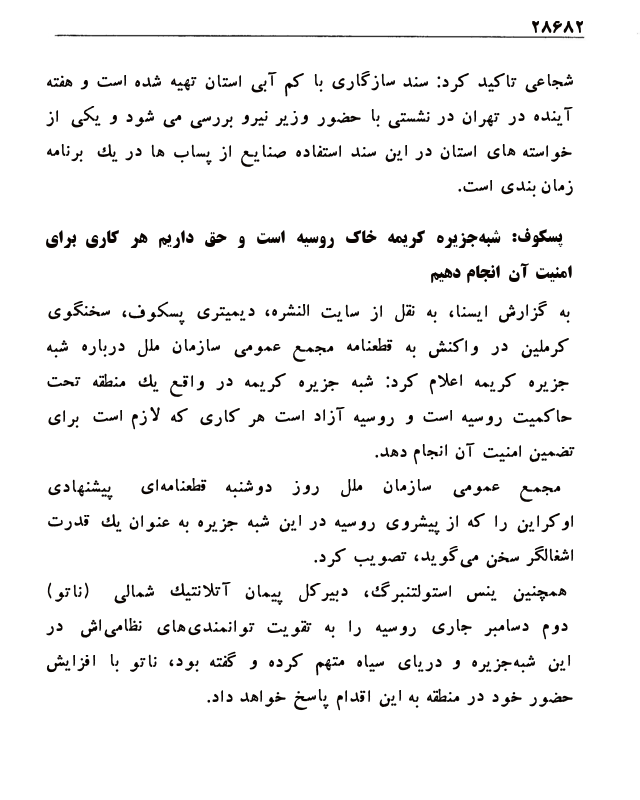 ۲۸۶۸۲
شجاعی تاکید کرد: سند سازگاری با کم آبی استان تهیه شده است و هفته
آینده در تهران در نشستی با حضور وزیر نیرو بررسی می شود و یکی از
خواسته های استان در این سند استفاده صنایع از پساب ها در یك برنامه
زمان بندی است.
پسکوف: شبه‌جزیره کریمه خاک روسیه است و حق داریم هر کاری برای
امنیت آن انجام دهیم
به گزارش ایسنا، به نقل از سایت النشره، دیمیتری پسکوف، سخنگوی
کرملین در واکنش به قطعنامه مجمع عمومی سازمان ملل درباره شبه
جزیره کریمه اعلام کرد: شبه جزیره کریمه در واقع یك منطقه تحت
حاکمیت روسیه است و روسیه آزاد است هر کاری که لازم است برای
تضمین امنیت آن انجام دهد.
مجمع عمومی سازمان ملل روز دوشنبه قطعنامه‌ای پیشنهادی
اوکراین را که از پیشروی روسیه در این شبه جزیره به عنوان یك قدرت
اشغالگر سخن می‌گوید، تصویب کرد.
همچنین ینس استولتنبرگ، دبیرکل پیمان آتلانتیك شمالی (ناتو)
دوم دسامبر جاری روسیه را به تقویت توانمندی‌های نظامی‌اش در
این شبه‌جزیره و دریای سیاه متهم کرده و گفته بود، ناتو با افزایش
حضور خود در منطقه به این اقدام پاسخ خواهد داد.